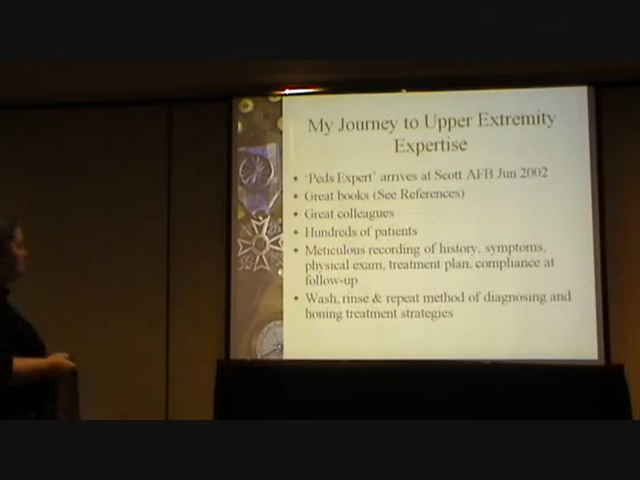 My Journey to Upper Extremity
Expertise
• 'Peds Expert' arrives at Scott AFB Jun 2002
• Great books (See References)
• Great colleagues
• Hundreds of patients
• Meticulous recording of history, symptoms,
physical exam, treatment plan, compliance at
follow-up
• Wash, rinse & repeat method of diagnosing and
honing treatment strategies